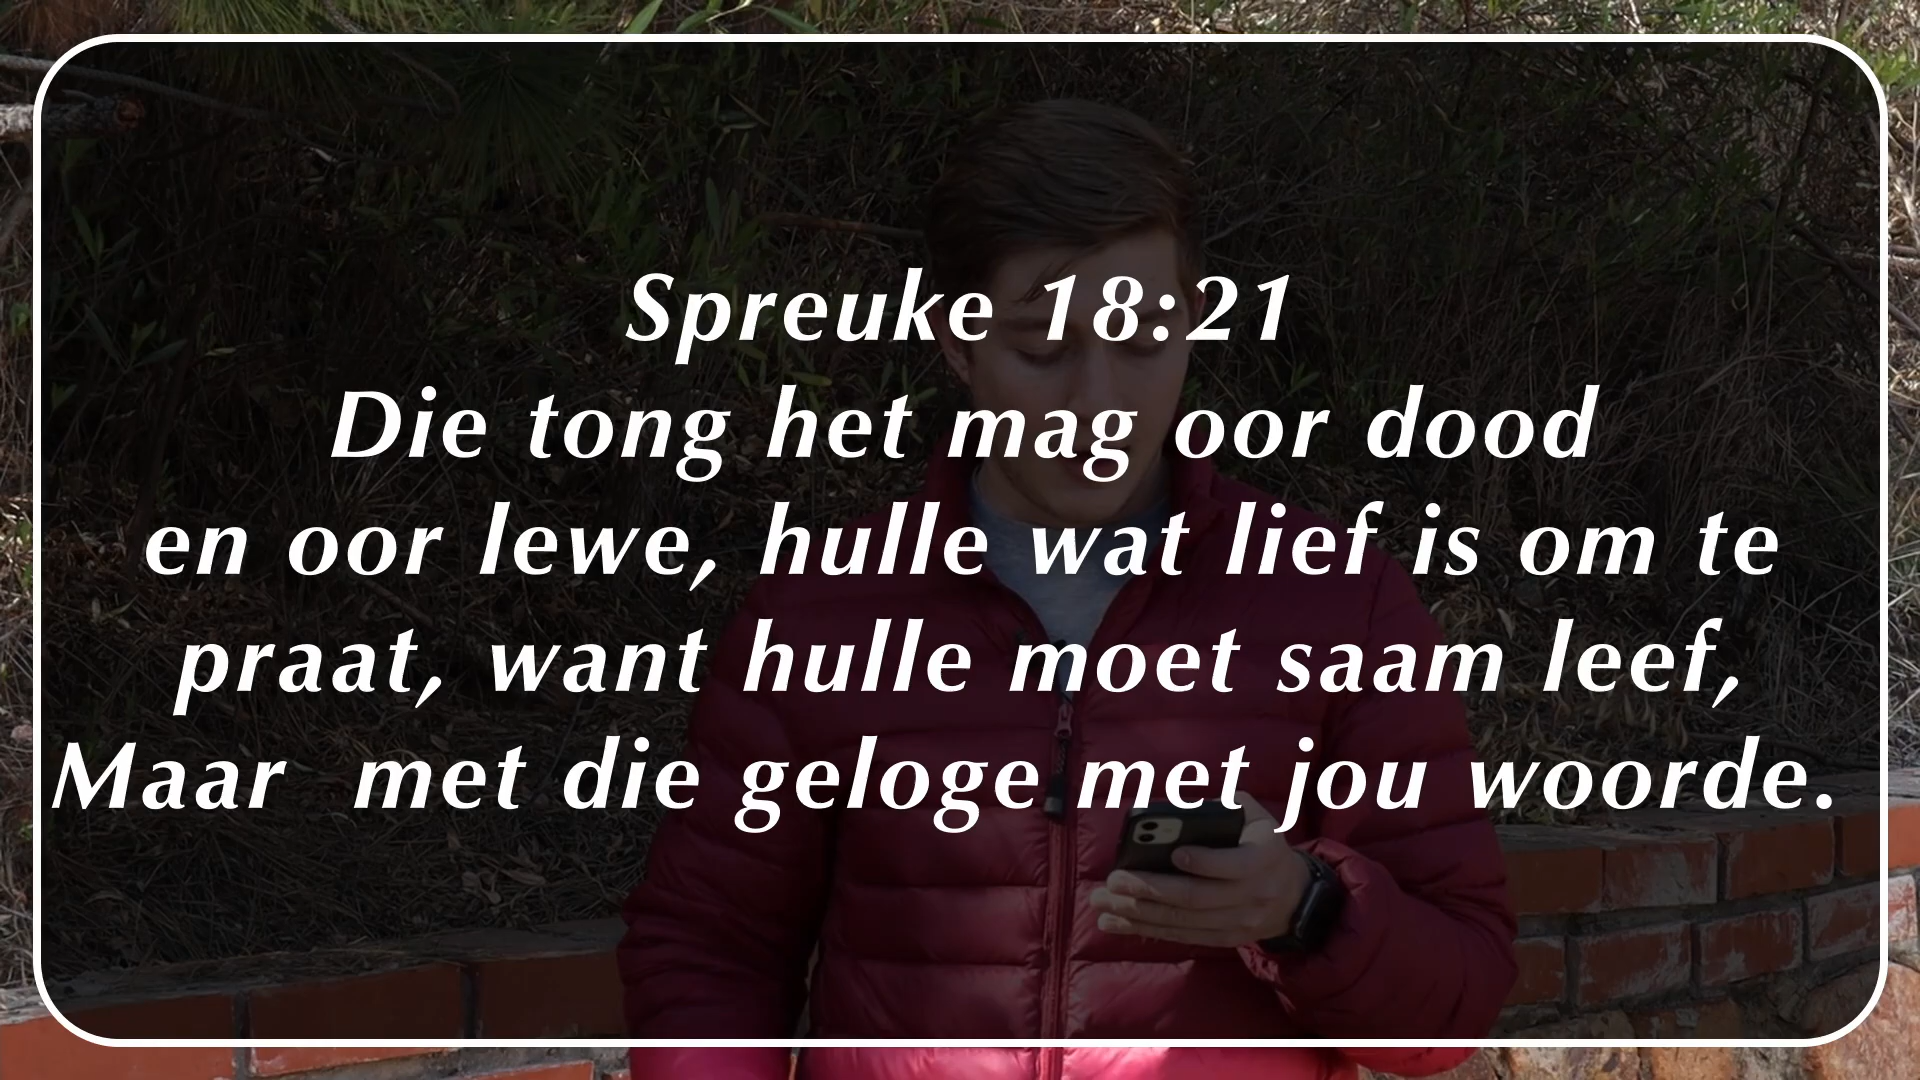 Spreuke 18:21
Die tong het mag oor dood
en oor lewe, hulle wat lief is om te
praat, want hulle moet saam leef,
Maar met die geloge met jou woorde.